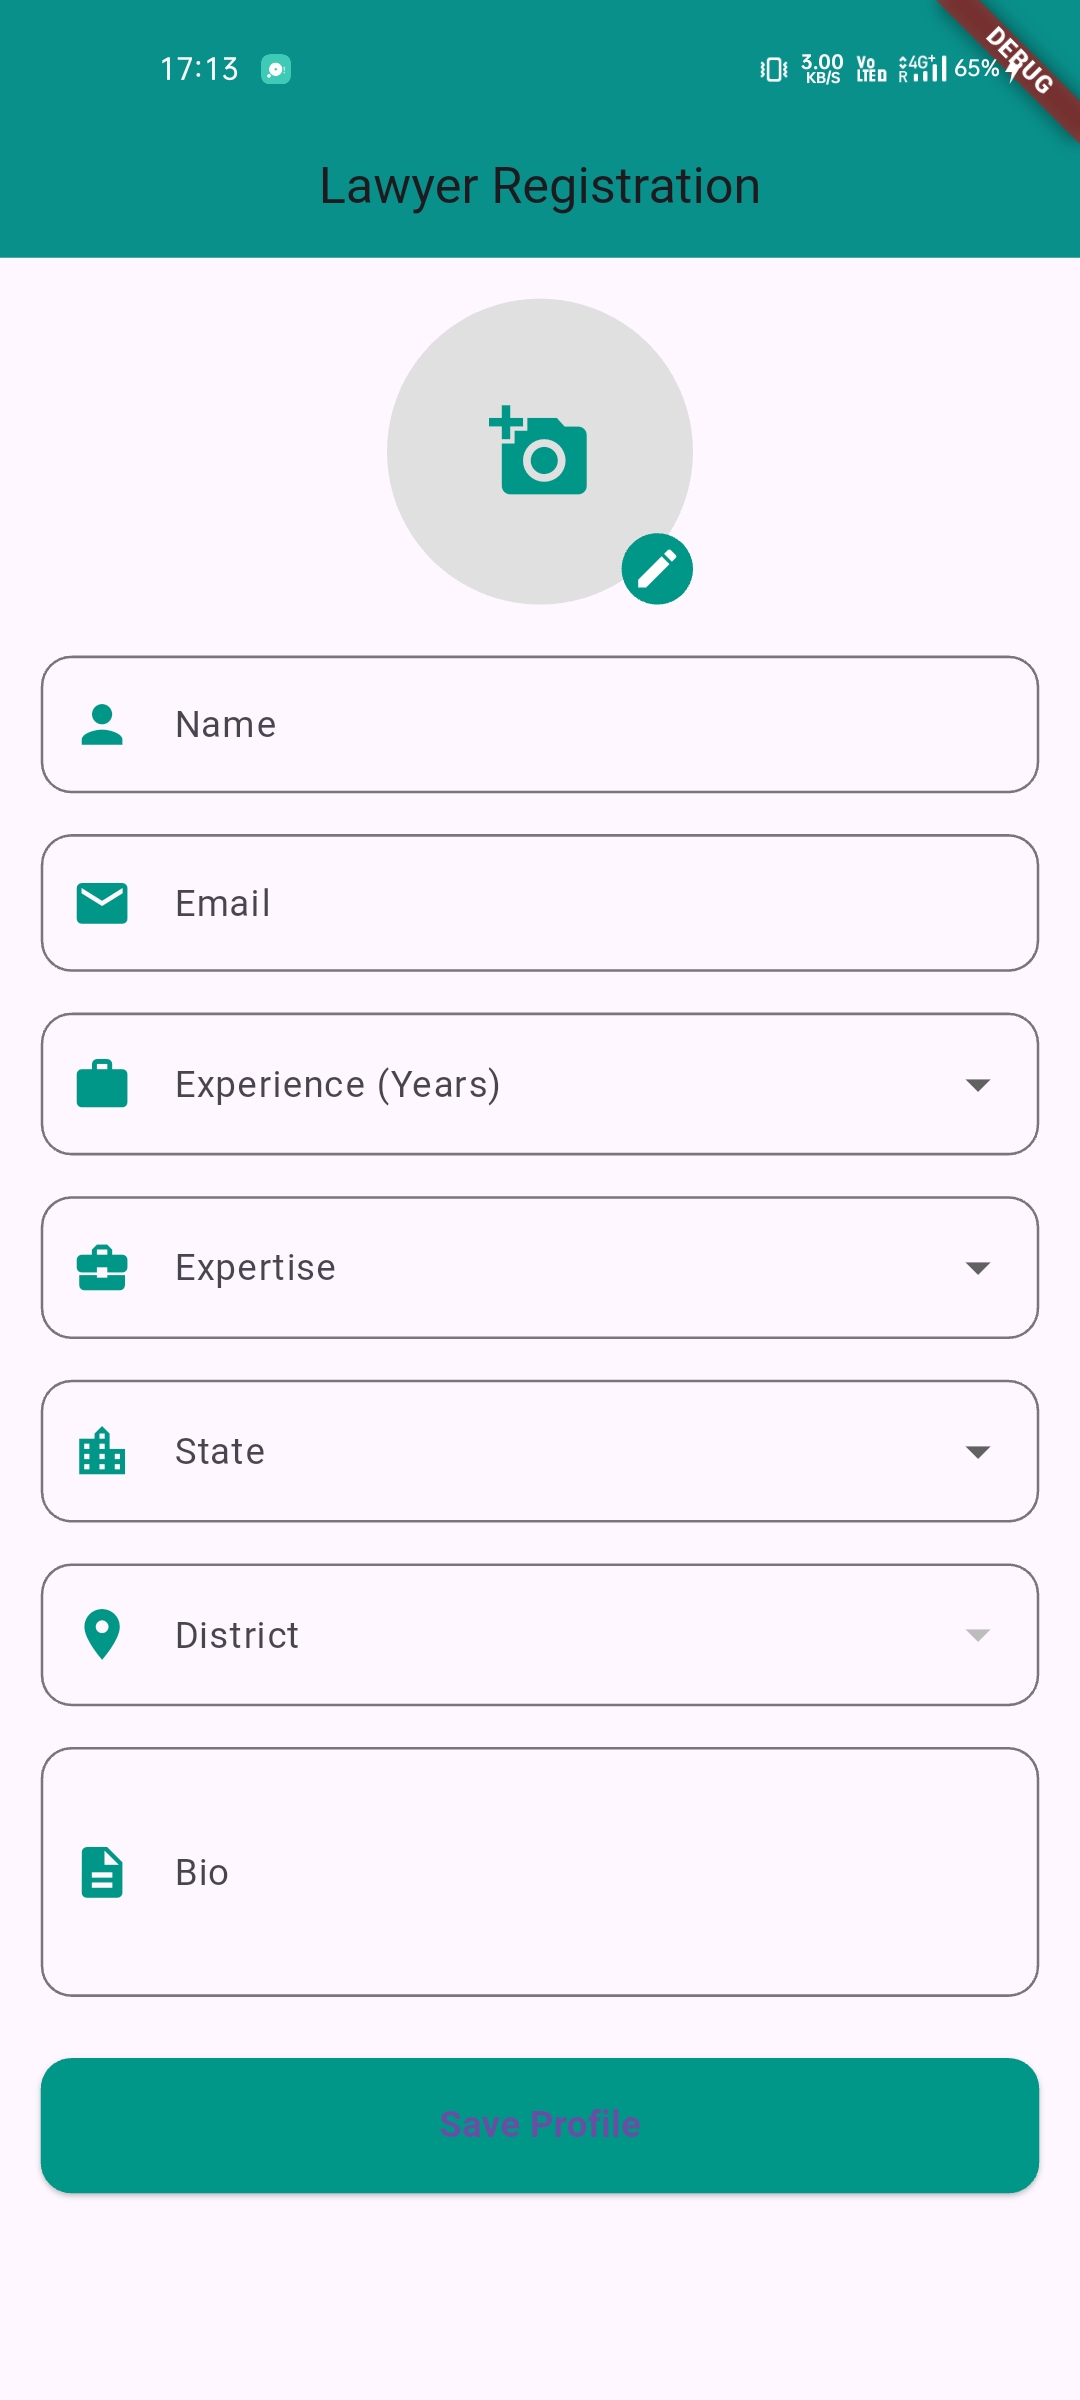 17:13
3.00 KB/S
Vo LTE D
4G+ R
65%
DEBUG
Lawyer Registration
Name
Email
Experience (Years)
Expertise
State
District
Bio
Save Profile